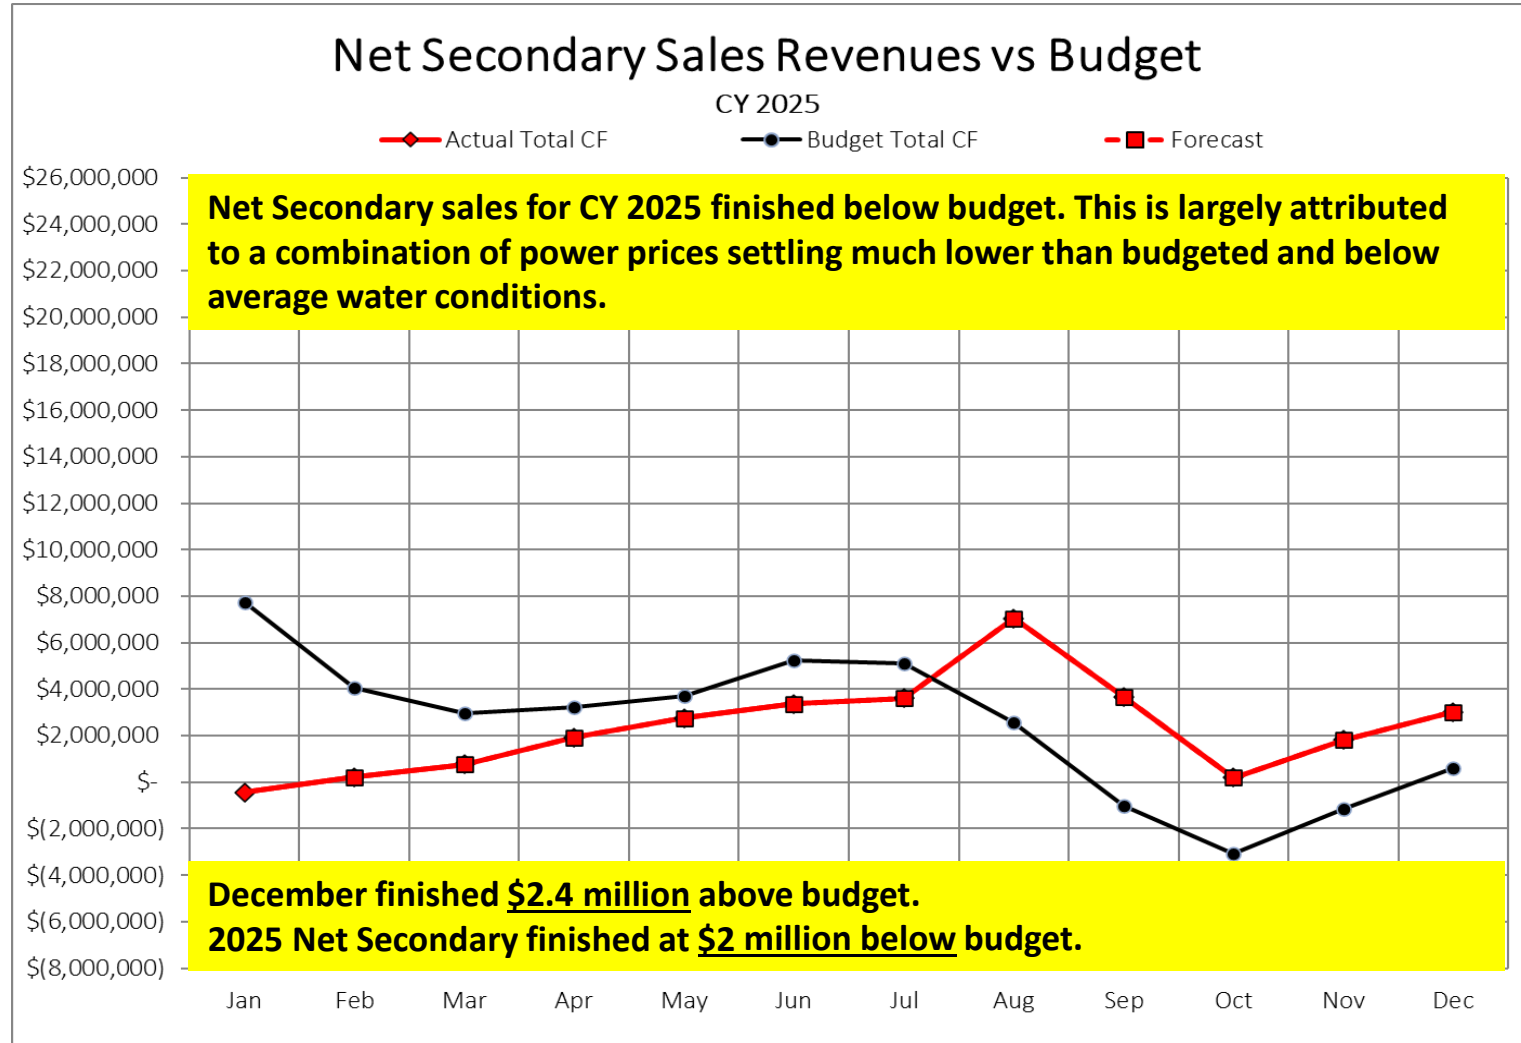 Net Secondary Sales Revenues vs Budget
CY 2025
Actual Total CF
Budget Total CF
Forecast
$26,000,000
$24,000,000
$22,000,000
$20,000,000
$18,000,000
$16,000,000
$14,000,000
$12,000,000
$10,000,000
$8,000,000
$6,000,000
$4,000,000
$2,000,000
$-
$(2,000,000)
$(4,000,000)
$(6,000,000)
$(8,000,000)
Net Secondary sales for CY 2025 finished below budget. This is largely attributed
to a combination of power prices settling much lower than budgeted and below
average water conditions.
December finished $2.4 million above budget.
2025 Net Secondary finished at $2 million below budget.
Jan Feb Mar Apr May Jun Jul Aug Sep Oct Nov Dec